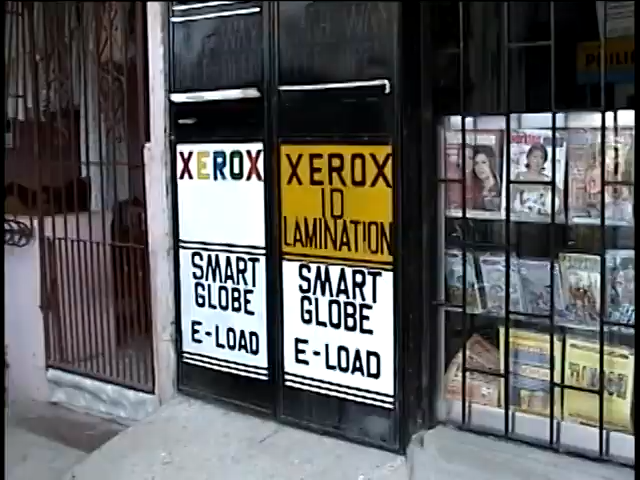 XEROX
SMART
GLOBE
E-LOAD
XEROX
ID
LAMINATION
SMART
GLOBE
E-LOAD